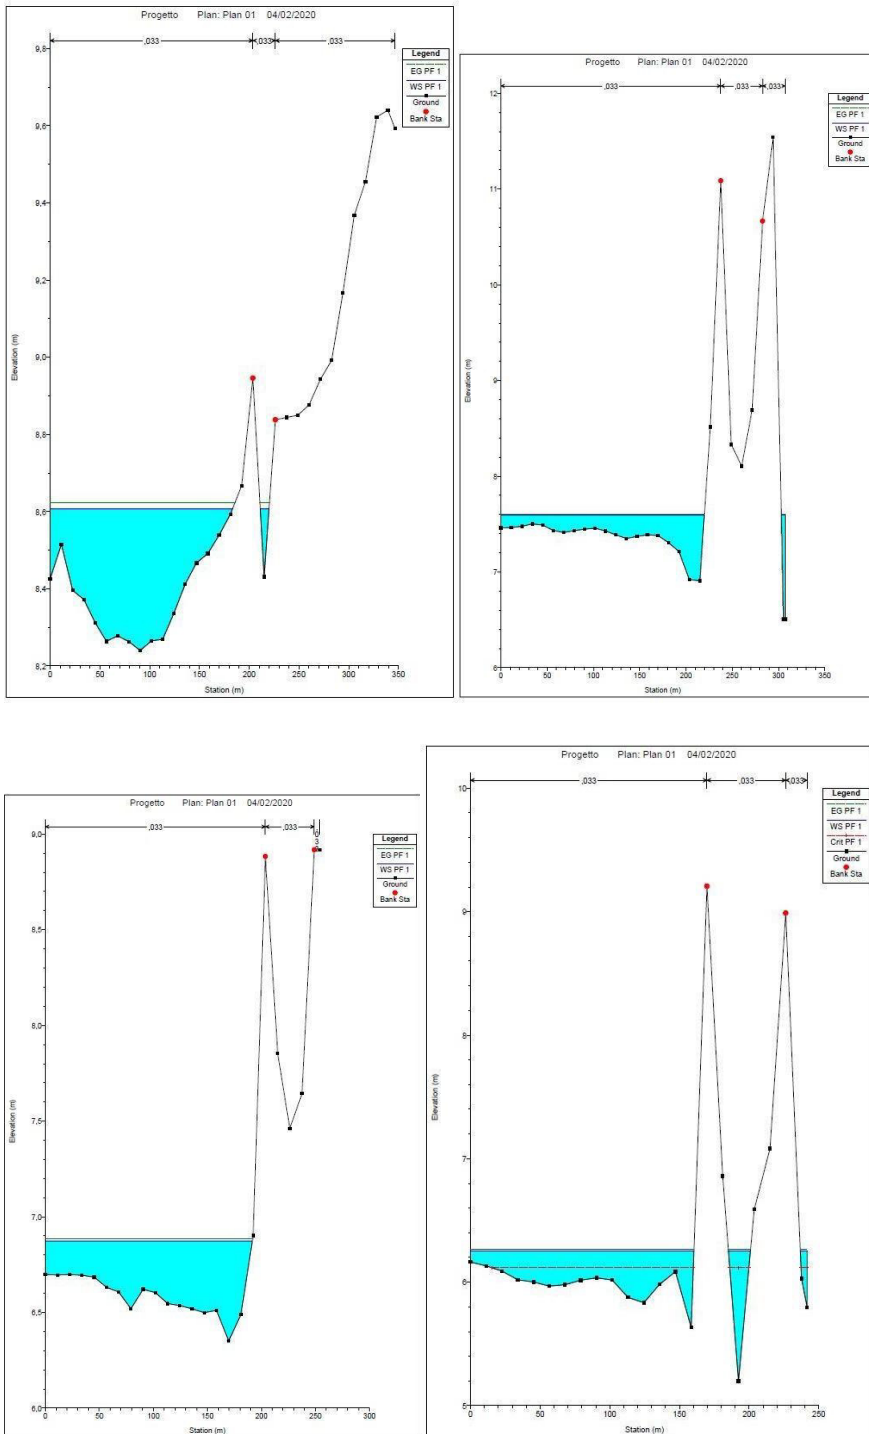 Progetto Plan: Plan 01 04/02/2020
,033 ,033 ,033
Legend
EG PF 1
WS PF 1
Ground
Bank Sta
9,8
9,6
9,4
9,2
9,0
8,8
8,6
8,4
8,2
Elevation (m)
0 50 100 150 200 250 300 350
Station (m)
Progetto Plan: Plan 01 04/02/2020
,033 ,033 ,033
Legend
EG PF 1
WS PF 1
Ground
Bank Sta
12
11
10
9
8
7
6
Elevation (m)
0 50 100 150 200 250 300 350
Station (m)
Progetto Plan: Plan 01 04/02/2020
,033 ,033
Legend
EG PF 1
WS PF 1
Ground
Bank Sta
9,0
8,5
8,0
7,5
7,0
6,5
6,0
Elevation (m)
0 50 100 150 200 250 300
Station (m)
Progetto Plan: Plan 01 04/02/2020
,033 ,033 ,033
Legend
EG PF 1
WS PF 1
Crit PF 1
Ground
Bank Sta
10
9
8
7
6
5
Elevation (m)
0 50 100 150 200 250
Station (m)